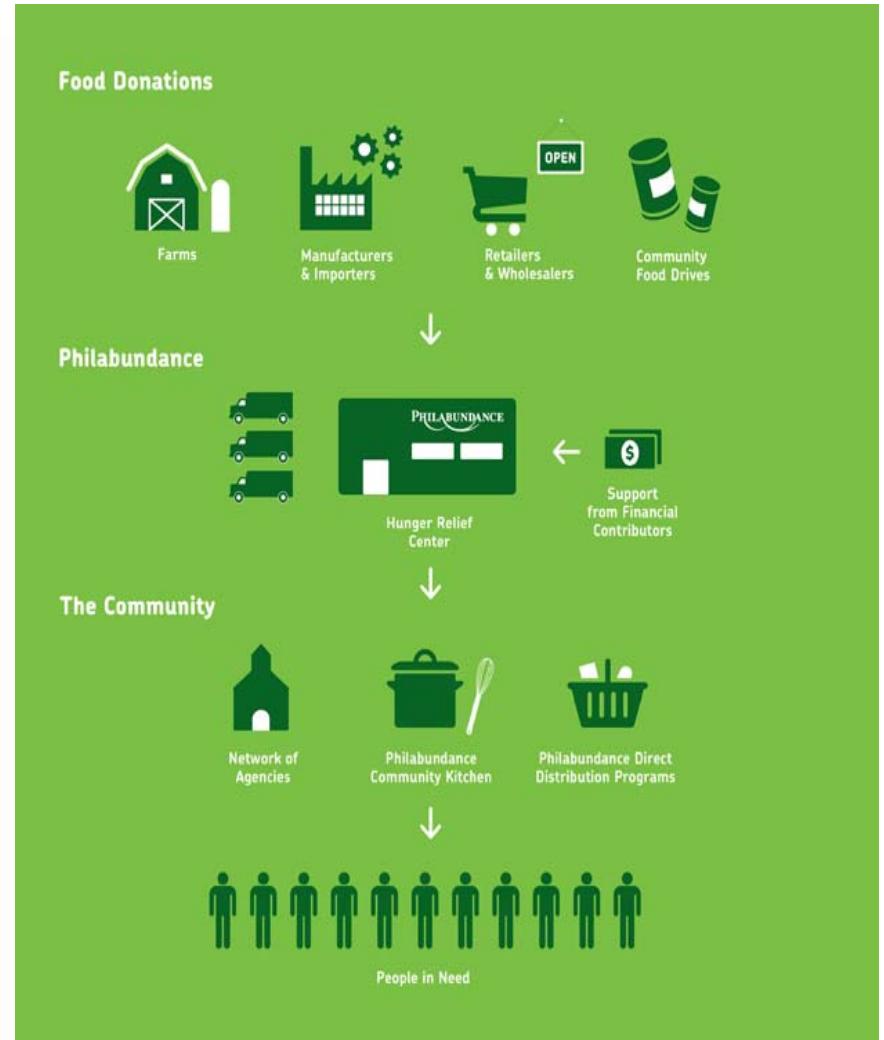 Food Donations
OPEN
Farms
Manufacturers
& Importers
Retailers
& Wholesalers
Community
Food Drives
Philabundance
PHILABUNDANCE
$
Hunger Relief
Center
Support
from Financial
Contributors
The Community
Network of
Agencies
Philabundance
Community Kitchen
Philabundance Direct
Distribution Programs
People in Need